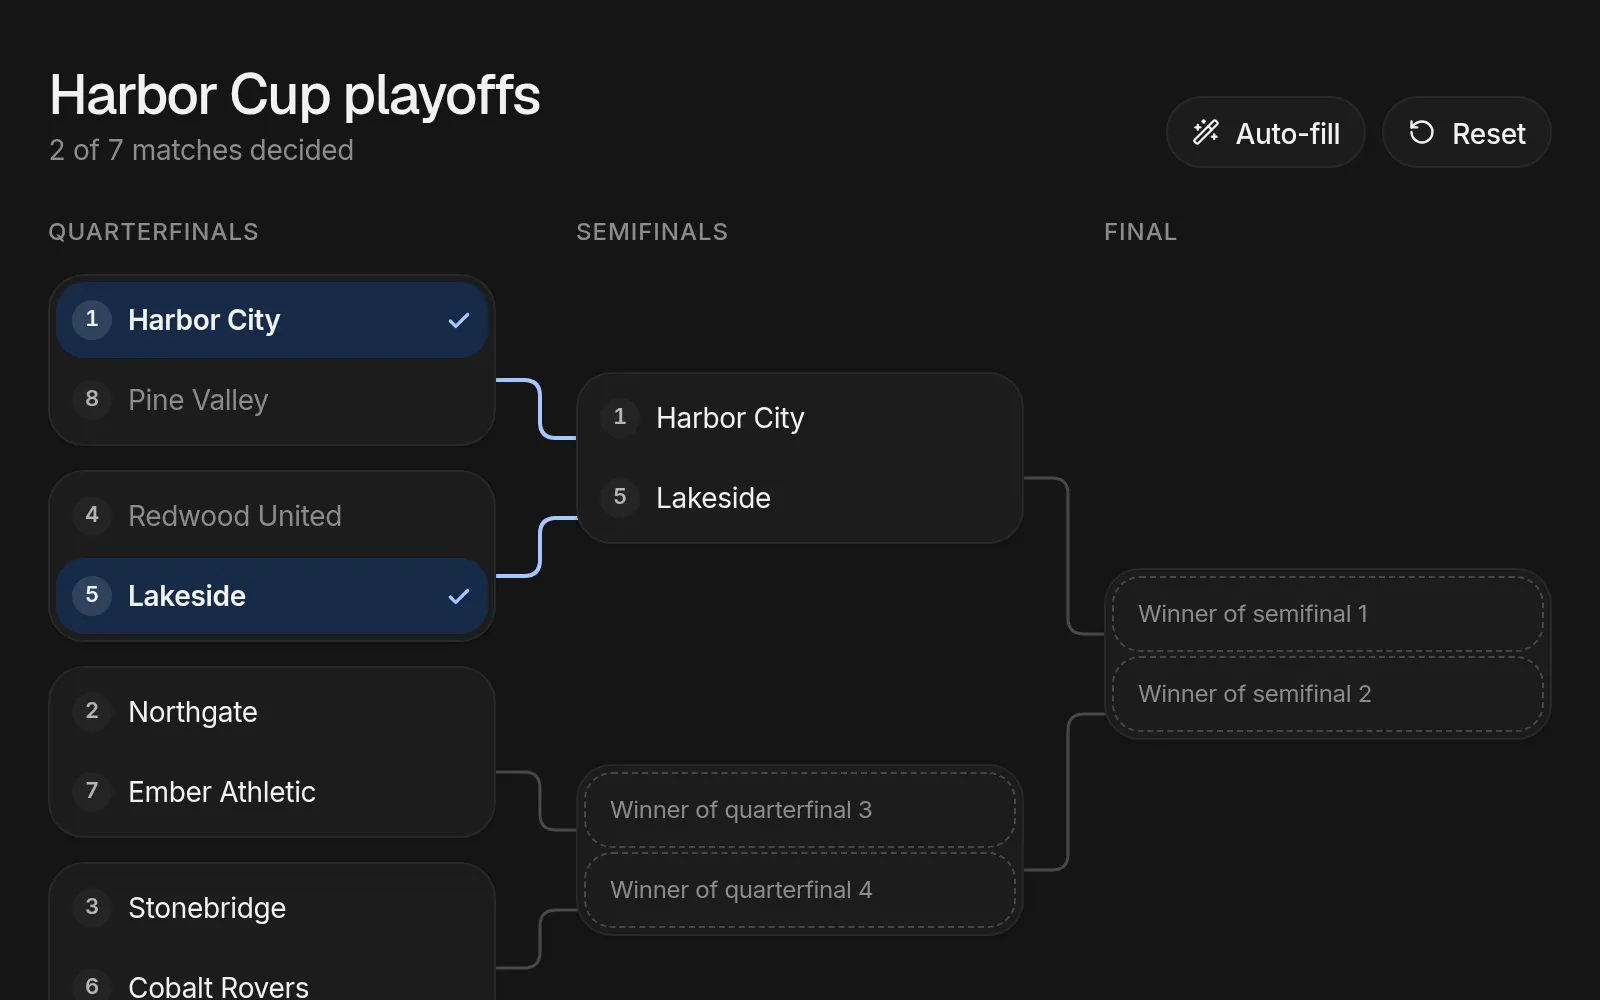 Harbor Cup playoffs
2 of 7 matches decided
Auto-fill
Reset
QUARTERFINALS
SEMIFINALS
FINAL
1 Harbor City
8 Pine Valley
4 Redwood United
5 Lakeside
2 Northgate
7 Ember Athletic
3 Stonebridge
6 Cobalt Rovers
1 Harbor City
5 Lakeside
Winner of quarterfinal 3
Winner of quarterfinal 4
Winner of semifinal 1
Winner of semifinal 2